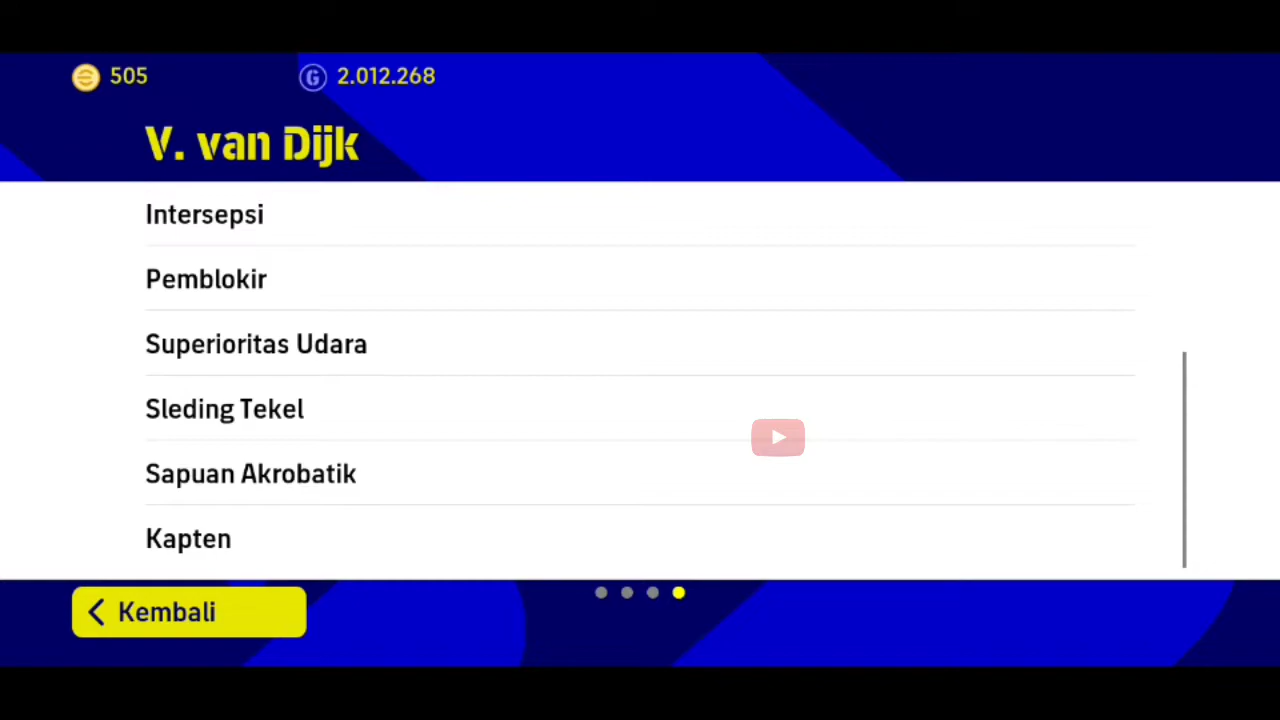 505
2.012.268
V. van Dijk
Intersepsi
Pemblokir
Superioritas Udara
Sleding Tekel
Sapuan Akrobatik
Kapten
Kembali